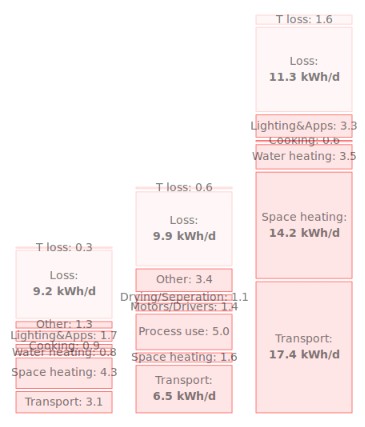 T loss: 0.3
Loss:
9.2 kWh/d
Other: 1.3
Lighting&Apps: 1.7
Cooking: 0.9
Water heating: 0.8
Space heating: 4.3
Transport: 3.1
T loss: 0.6
Loss:
9.9 kWh/d
Other: 3.4
Drying/Seperation: 1.1
Motors/Drivers: 1.4
Process use: 5.0
Space heating: 1.6
Transport:
6.5 kWh/d
T loss: 1.6
Loss:
11.3 kWh/d
Lighting&Apps: 3.3
Cooking: 0.6
Water heating: 3.5
Space heating:
14.2 kWh/d
Transport:
17.4 kWh/d